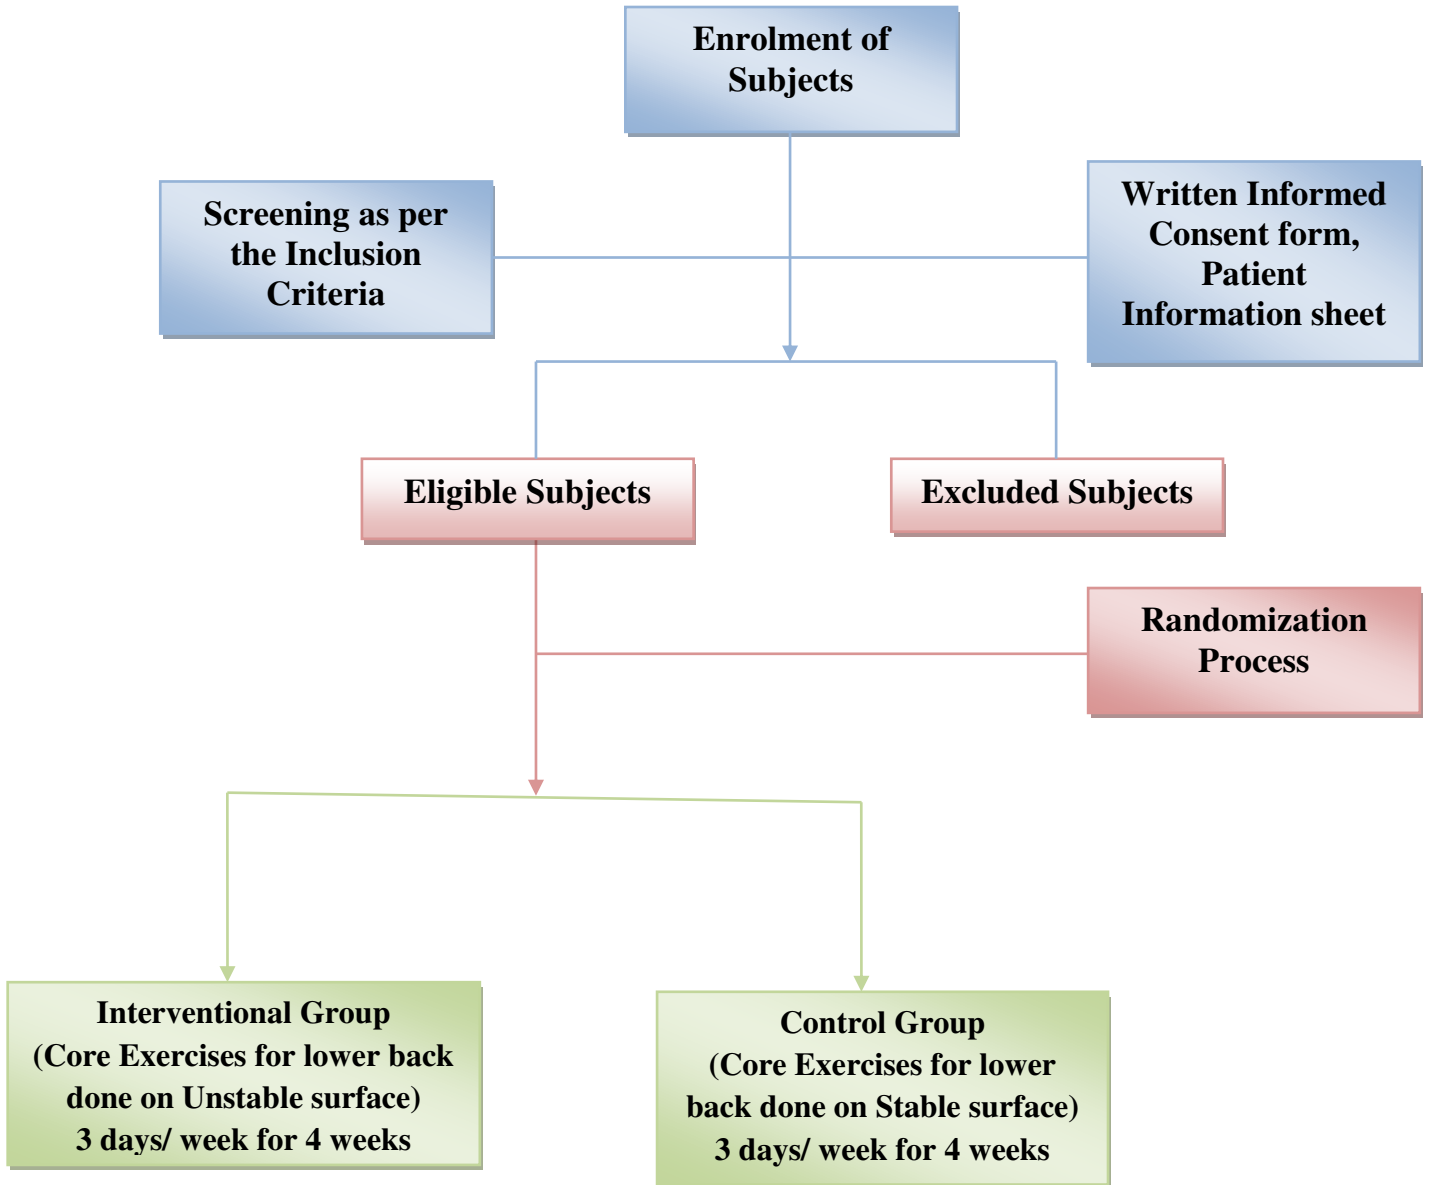 Enrolment of
Subjects
Screening as per
the Inclusion
Criteria
Written Informed
Consent form,
Patient
Information sheet
Eligible Subjects
Excluded Subjects
Randomization
Process
Interventional Group
(Core Exercises for lower back
done on Unstable surface)
3 days/ week for 4 weeks
Control Group
(Core Exercises for lower
back done on Stable surface)
3 days/ week for 4 weeks